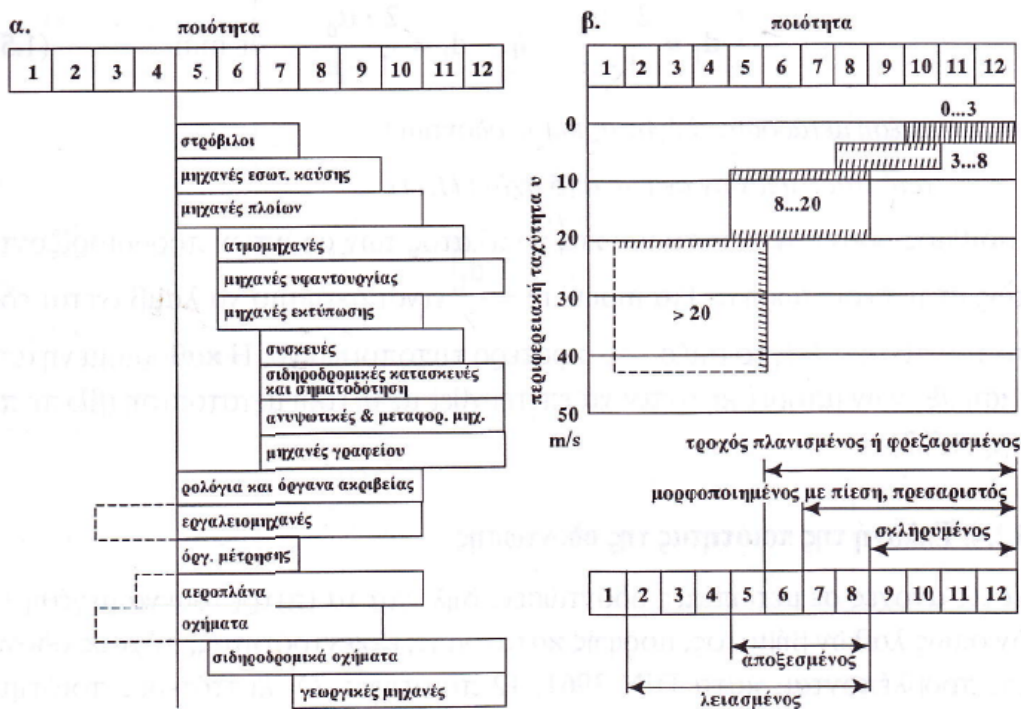 α.
ποιότητα
1 2 3 4 5 6 7 8 9 10 11 12
στρόβιλοι
μηχανές εσωτ. καύσης
μηχανές πλοίων
ατμομηχανές
μηχανές υφαντουργίας
μηχανές εκτύπωσης
συσκευές
σιδηροδρομικές κατασκευές
και σηματοδότηση
ανυψωτικές & μεταφορ. μηχ.
μηχανές γραφείου
ρολόγια και όργανα ακριβείας
εργαλειομηχανές
όργ. μέτρησης
αεροπλάνα
οχήματα
σιδηροδρομικά οχήματα
γεωργικές μηχανές
β.
ποιότητα
1 2 3 4 5 6 7 8 9 10 11 12
περιφερειακή ταχύτητα υ
0
10
20
30
40
50
m/s
0...3
3...8
8...20
> 20
τροχός πλανισμένος ή φρεζαρισμένος
μορφοποιημένος με πίεση, πρεσαριστός
σκληρυμένος
1 2 3 4 5 6 7 8 9 10 11 12
αποξεσμένος
λειασμένος